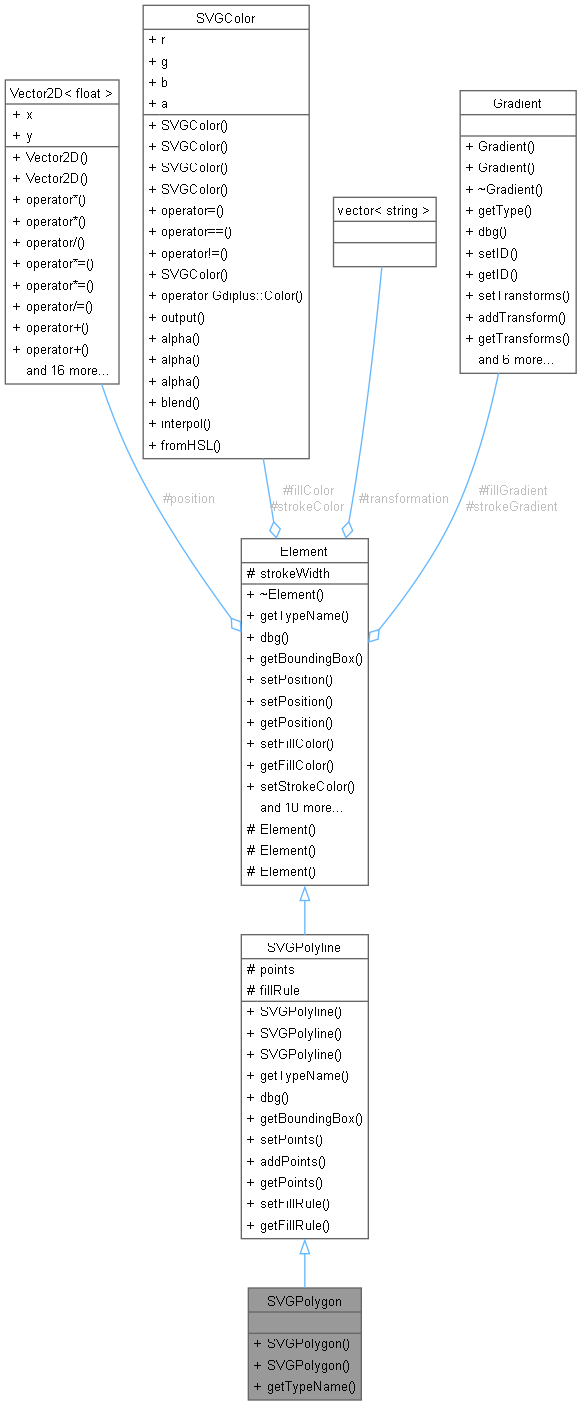 SVGColor
+ r
+ g
+ b
+ a
+ SVGColor()
+ SVGColor()
+ SVGColor()
+ SVGColor()
+ operator=()
+ operator==()
+ operator!=()
+ SVGColor()
+ operator Gdiplus::Color()
+ output()
+ alpha()
+ alpha()
+ alpha()
+ blend()
+ interpol()
+ fromHSL()
Vector2D< float >
+ x
+ y
+ Vector2D()
+ Vector2D()
+ operator*()
+ operator*()
+ operator/()
+ operator*=()
+ operator*=()
+ operator/=()
+ operator+()
+ operator+()
and 16 more...
vector< string >
Gradient
+ Gradient()
+ Gradient()
+ ~Gradient()
+ getType()
+ dbg()
+ setID()
+ getID()
+ setTransforms()
+ addTransform()
+ getTransforms()
and 6 more...
#position
#fillColor
#strokeColor
#transformation
#fillGradient
#strokeGradient
Element
# strokeWidth
+ ~Element()
+ getTypeName()
+ dbg()
+ getBoundingBox()
+ setPosition()
+ setPosition()
+ getPosition()
+ setFillColor()
+ getFillColor()
+ setStrokeColor()
and 10 more...
# Element()
# Element()
# Element()
SVGPolyline
# points
# fillRule
+ SVGPolyline()
+ SVGPolyline()
+ SVGPolyline()
+ getTypeName()
+ dbg()
+ getBoundingBox()
+ setPoints()
+ addPoints()
+ getPoints()
+ setFillRule()
+ getFillRule()
SVGPolygon
+ SVGPolygon()
+ SVGPolygon()
+ getTypeName()